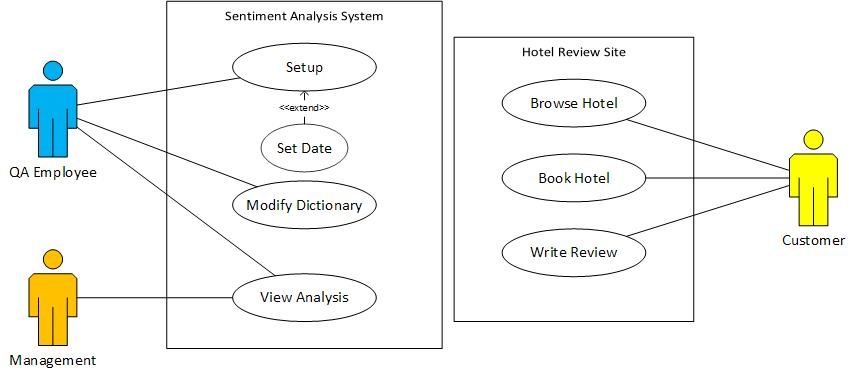 Sentiment Analysis System
Setup
<<extend>>
Set Date
Modify Dictionary
View Analysis
QA Employee
Management
Hotel Review Site
Browse Hotel
Book Hotel
Write Review
Customer